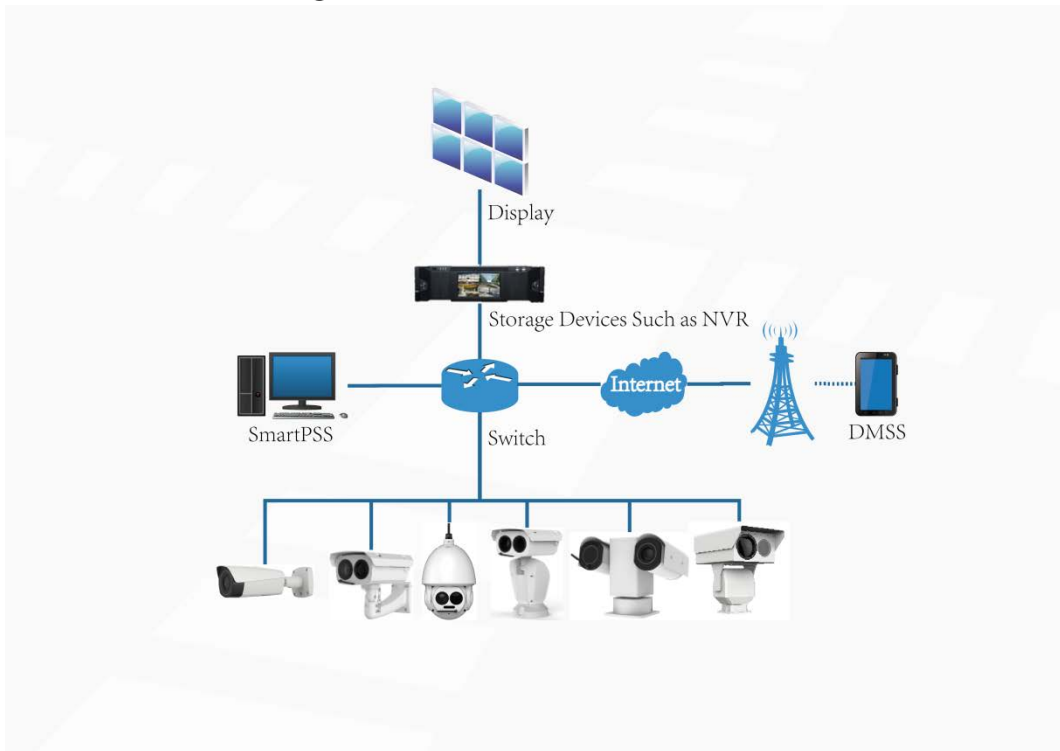 Display
Storage Devices Such as NVR
Internet
SmartPSS
Switch
DMSS